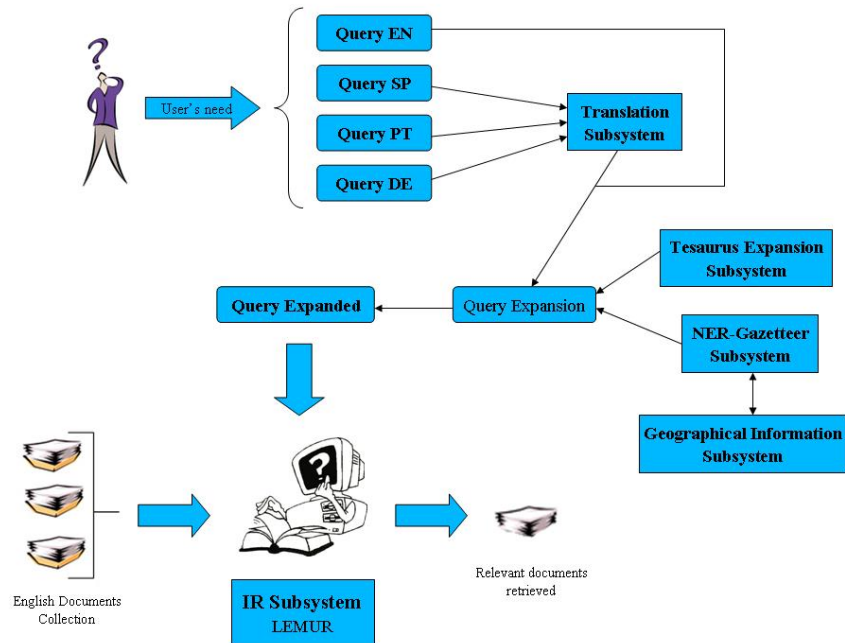 Query EN
Query SP
Query PT
Query DE
User's need
Translation
Subsystem
Tesaurus Expansion
Subsystem
Query Expansion
Query Expanded
NER-Gazetteer
Subsystem
Geographical Information
Subsystem
?
?
English Documents
Collection
IR Subsystem
LEMUR
Relevant documents
retrieved